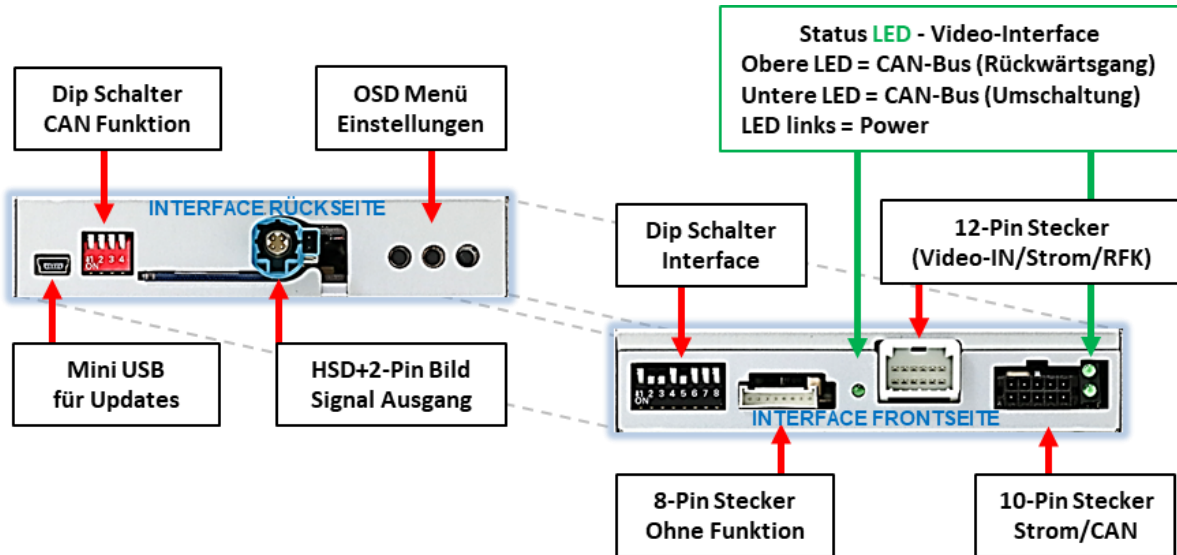 Status LED - Video-Interface
Obere LED = CAN-Bus (Rückwärtsgang)
Untere LED = CAN-Bus (Umschaltung)
LED links = Power
Dip Schalter
CAN Funktion
OSD Menü
Einstellungen
INTERFACE RÜCKSEITE
1 2 3 4
ON
Dip Schalter
Interface
12-Pin Stecker
(Video-IN/Strom/RFK)
Mini USB
für Updates
HSD+2-Pin Bild
Signal Ausgang
1 2 3 4 5 6 7 8
ON
INTERFACE FRONTSEITE
8-Pin Stecker
Ohne Funktion
10-Pin Stecker
Strom/CAN